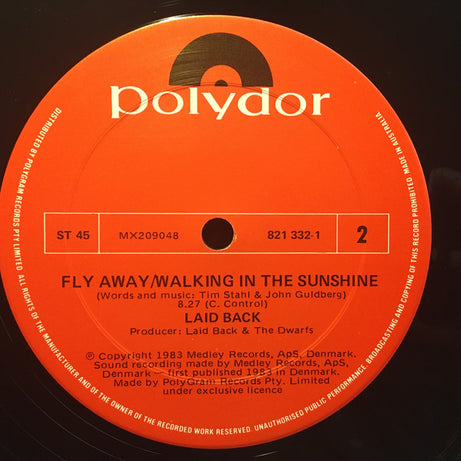 polydor
ST 45
MX209048
821 332-1
2
FLY AWAY/WALKING IN THE SUNSHINE
(Words and music: Tim Stahl & John Guldberg)
8.27 (C. Control)
LAID BACK
Producer: Laid Back & The Dwarfs
℗ Copyright 1983 Medley Records, ApS, Denmark.
Sound recording made by Medley Records, ApS,
Denmark – first published 1983 in Denmark.
Made by PolyGram Records Pty. Limited
under exclusive licence
DISTRIBUTED BY POLYGRAM RECORDS PTY. LIMITED. ALL RIGHTS OF THE MANUFACTURER AND OF THE OWNER OF THE RECORDED WORK RESERVED. UNAUTHORISED PUBLIC PERFORMANCE, BROADCASTING AND COPYING OF THIS RECORD PROHIBITED. MADE IN AUSTRALIA